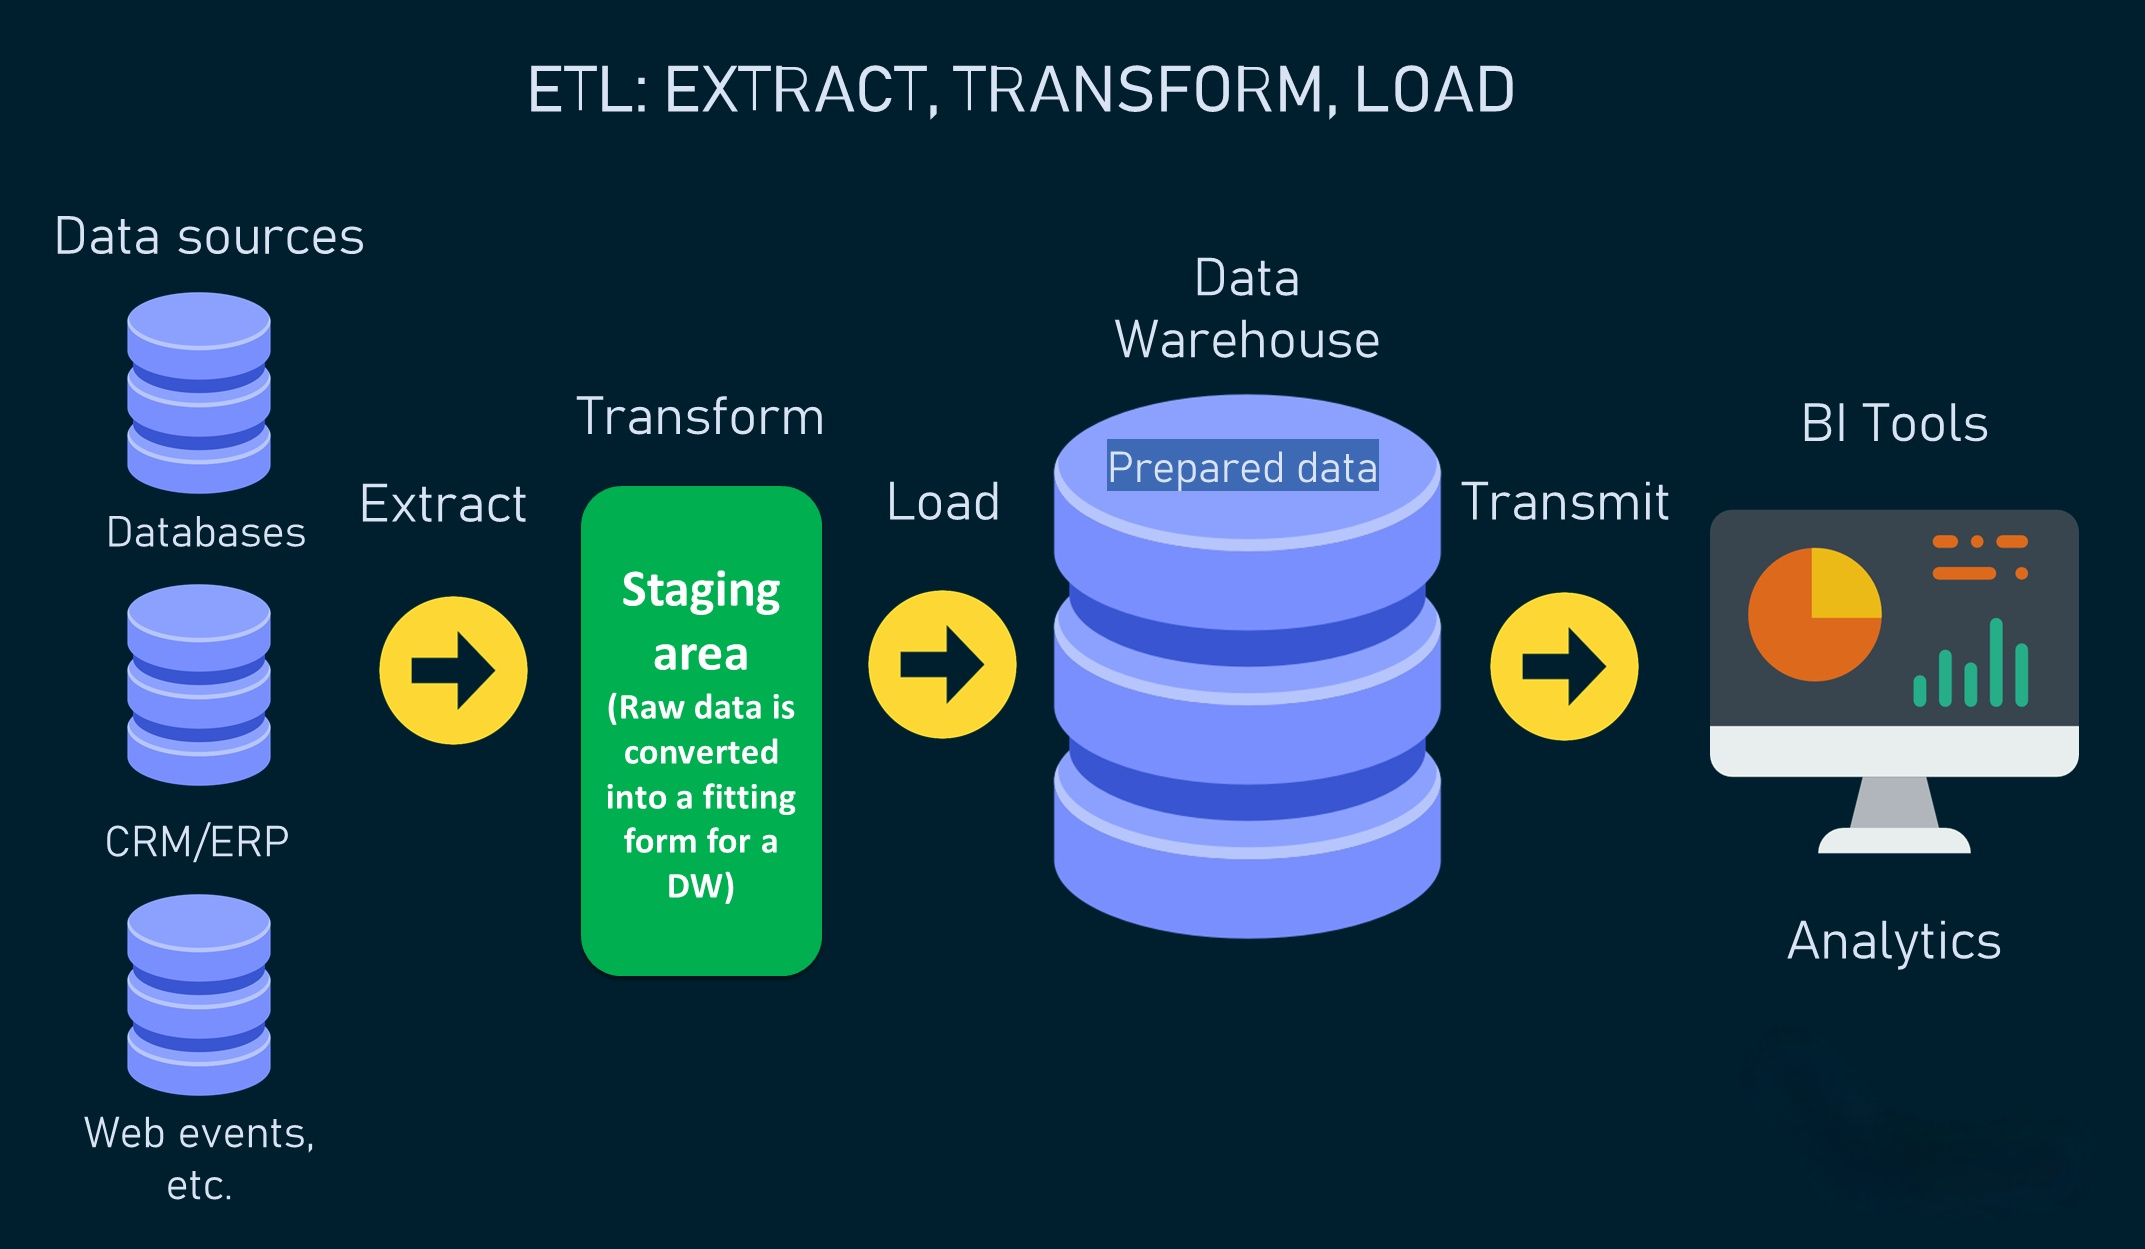 ETL: EXTRACT, TRANSFORM, LOAD
Data sources
Databases
CRM/ERP
Web events,
etc.
Extract
Transform
Staging
area
(Raw data is
converted
into a fitting
form for a
DW)
Load
Data
Warehouse
Prepared data
Transmit
BI Tools
Analytics